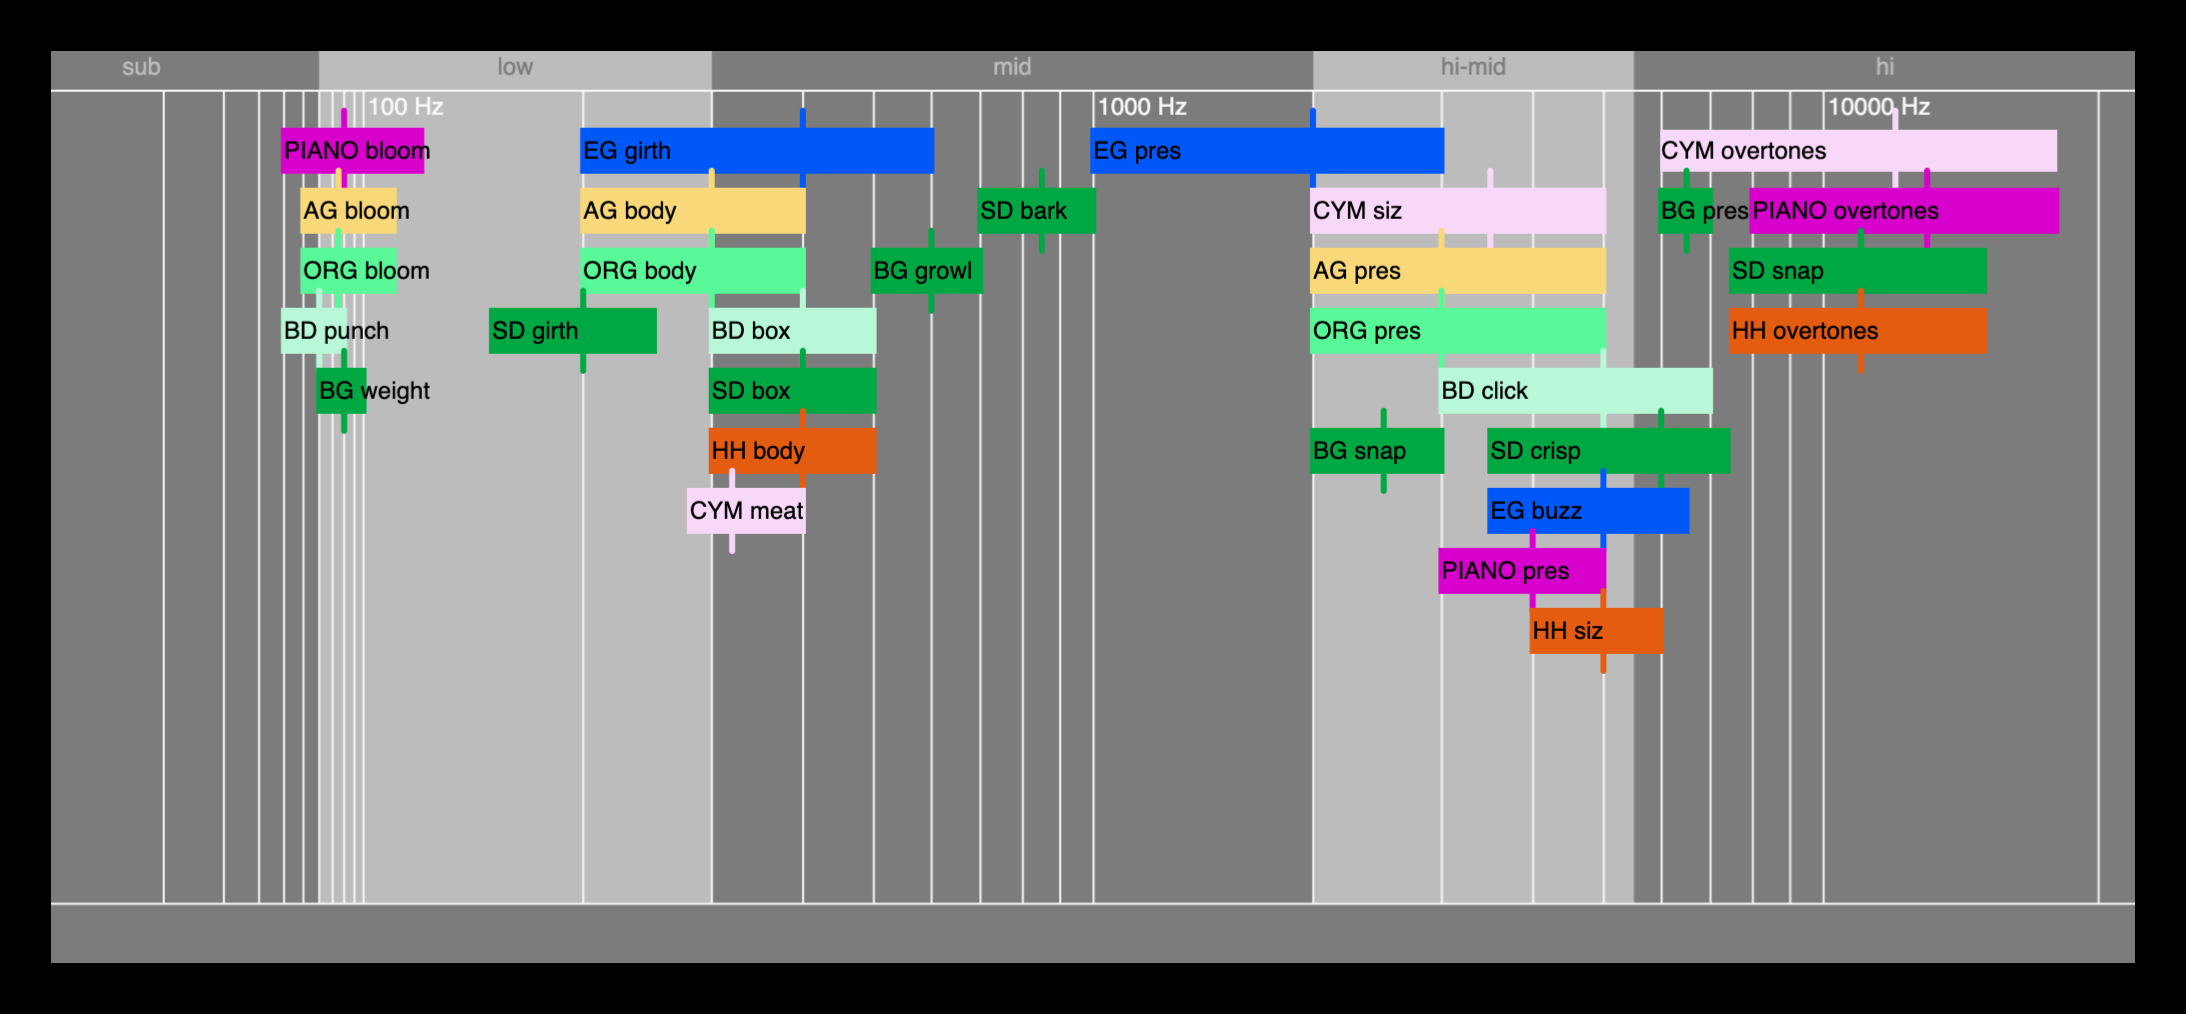 sub low mid hi-mid hi
100 Hz 1000 Hz 10000 Hz
PIANO bloom EG girth EG pres CYM overtones
AG bloom AG body SD bark CYM siz BG pres PIANO overtones
ORG bloom ORG body BG growl AG pres SD snap
BD punch SD girth BD box ORG pres HH overtones
BG weight SD box BD click
HH body BG snap SD crisp
CYM meat EG buzz
PIANO pres
HH siz